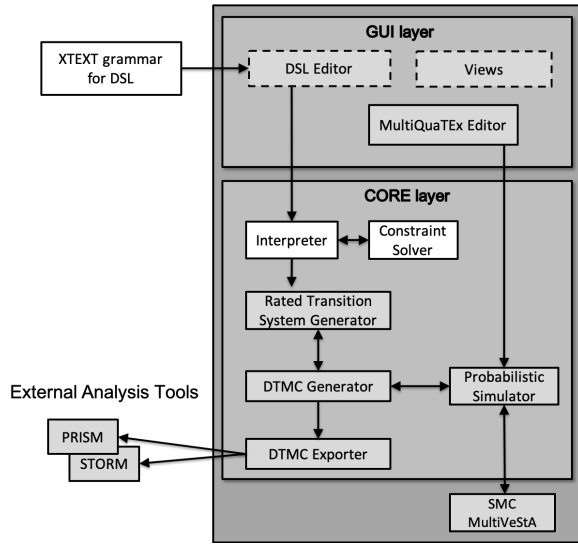 GUI layer
XTEXT grammar
for DSL
DSL Editor
Views
MultiQuaTEx Editor
CORE layer
Interpreter
Constraint
Solver
Rated Transition
System Generator
External Analysis Tools
DTMC Generator
Probabilistic
Simulator
PRISM
STORM
DTMC Exporter
SMC
MultiVeStA